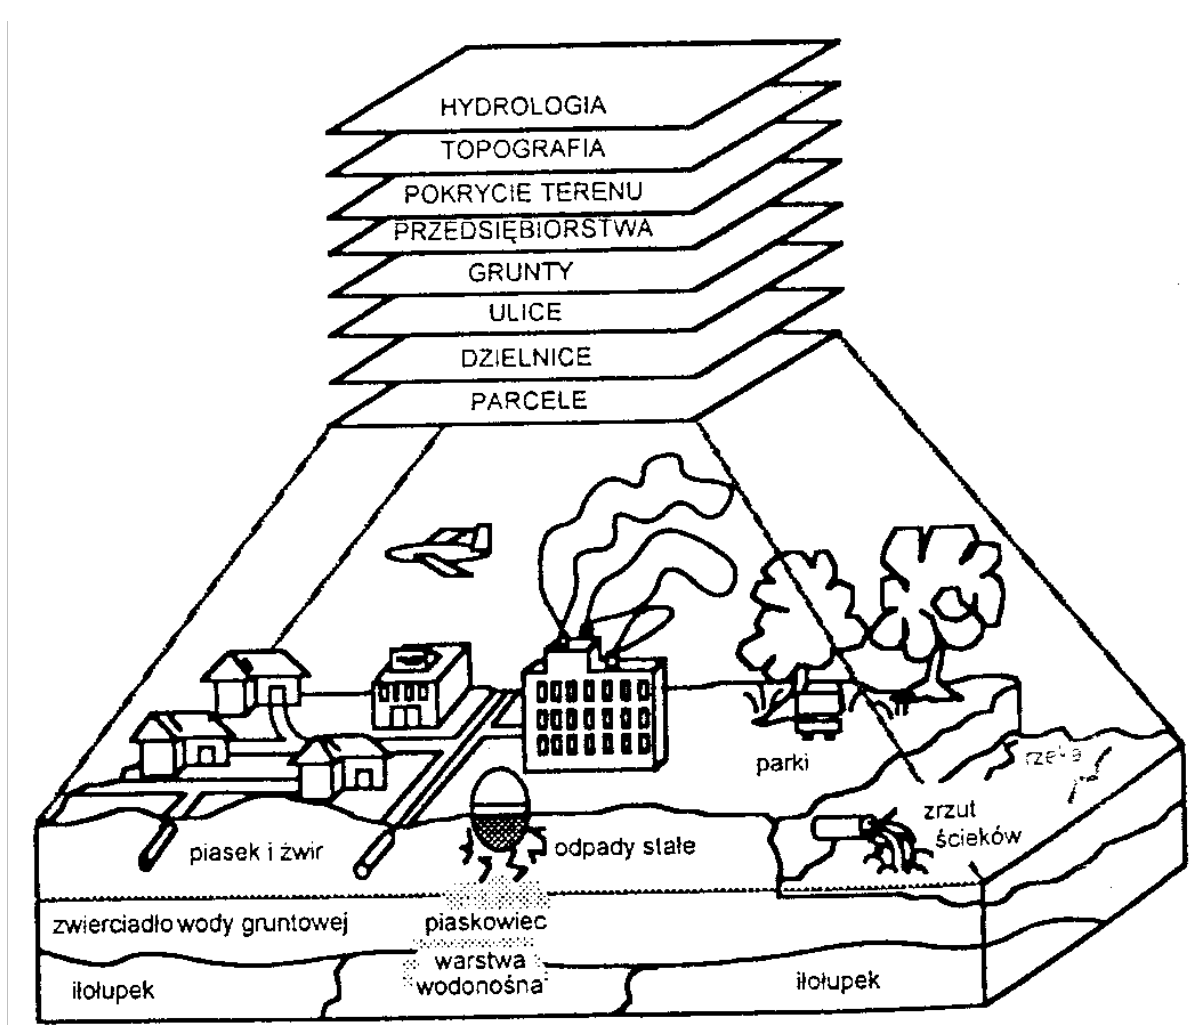 HYDROLOGIA
TOPOGRAFIA
POKRYCIE TERENU
PRZEDSIĘBIORSTWA
GRUNTY
ULICE
DZIELNICE
PARCELE
rzeka
parki
zrzut
ścieków
piasek i żwir
odpady stałe
zwierciadło wody gruntowej
piaskowiec
warstwa
wodonośna
iłołupek
iłołupek